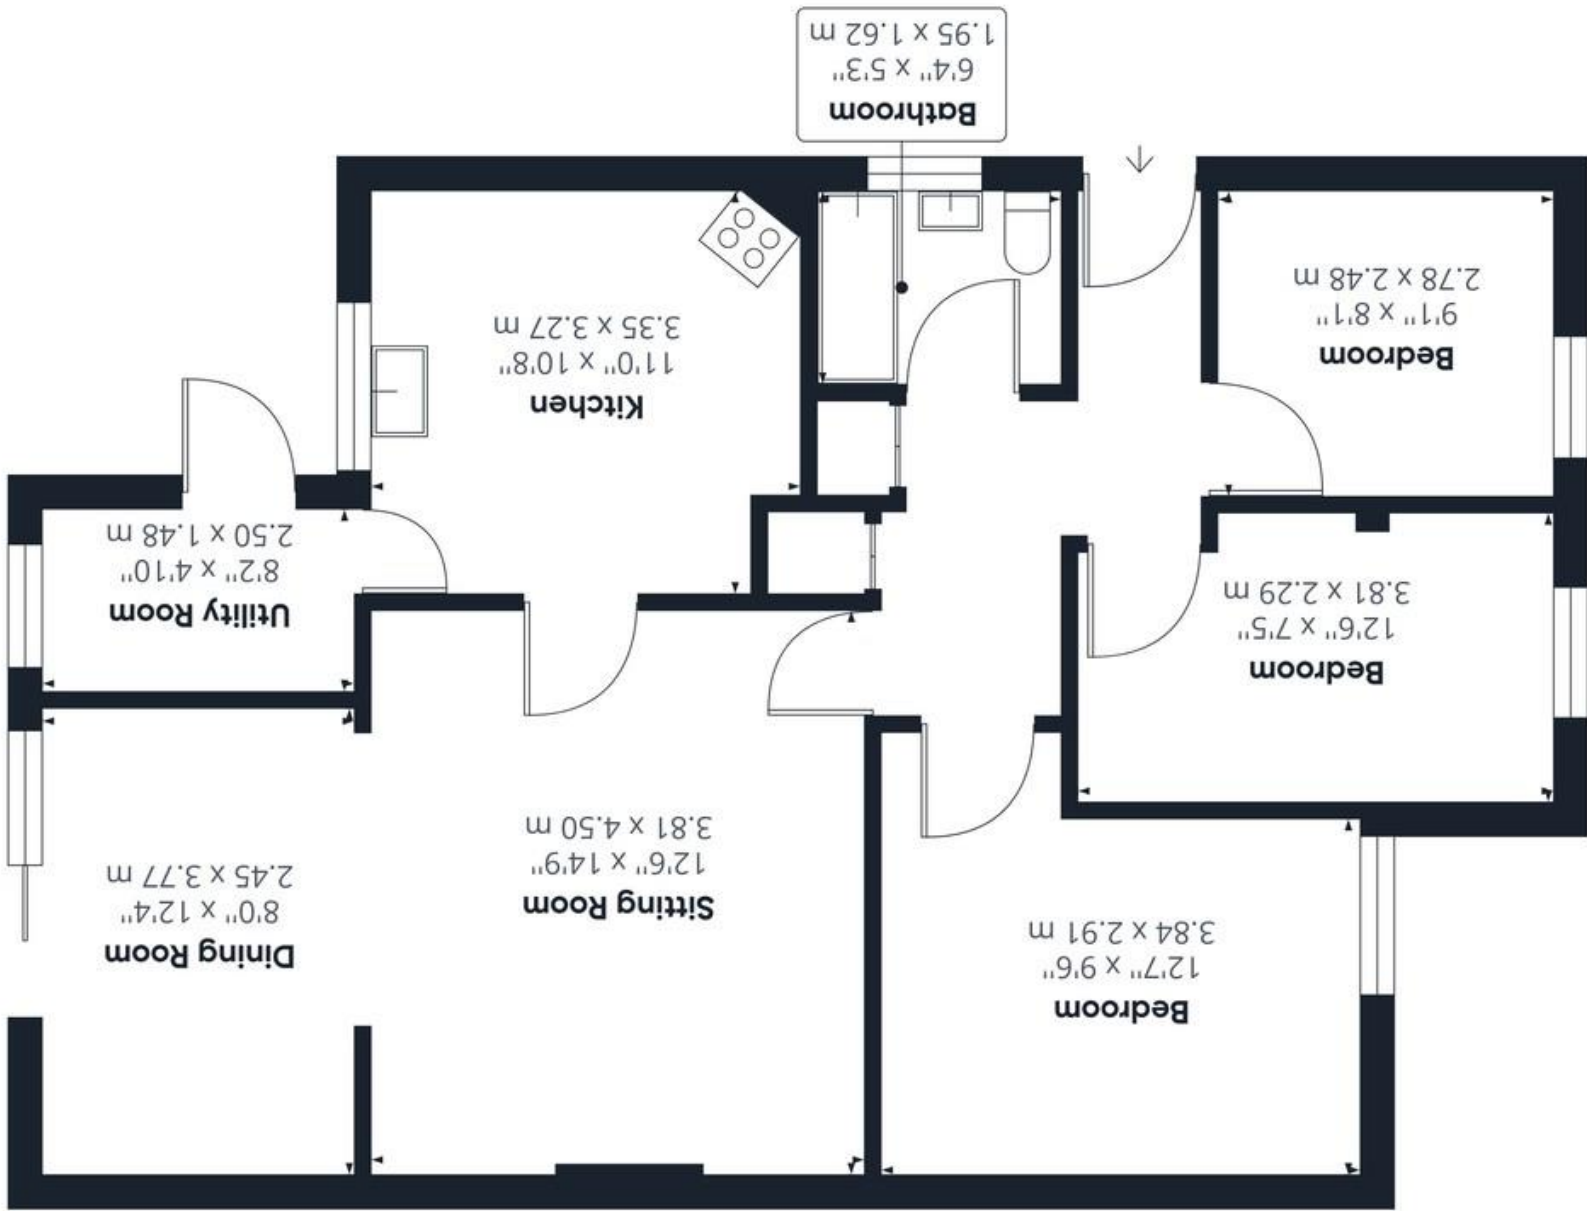 Bedroom
12'7" x 9'6"
3.84 x 2.91 m
Sitting Room
12'6" x 14'9"
3.81 x 4.50 m
Dining Room
8'0" x 12'4"
2.45 x 3.77 m
Bedroom
12'6" x 7'5"
3.81 x 2.29 m
Utility Room
8'2" x 4'10"
2.50 x 1.48 m
Bedroom
9'1" x 8'1"
2.78 x 2.48 m
Kitchen
11'0" x 10'8"
3.35 x 3.27 m
Bathroom
6'4" x 5'3"
1.95 x 1.62 m